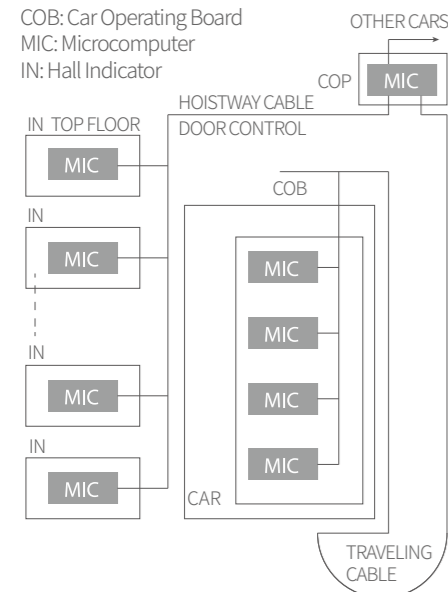 COB: Car Operating Board
MIC: Microcomputer
IN: Hall Indicator
OTHER CARS
COP
MIC
HOISTWAY CABLE
IN TOP FLOOR
DOOR CONTROL
MIC
COB
IN
MIC
MIC
MIC
IN
MIC
MIC
IN
MIC
MIC
CAR
TRAVELING
CABLE